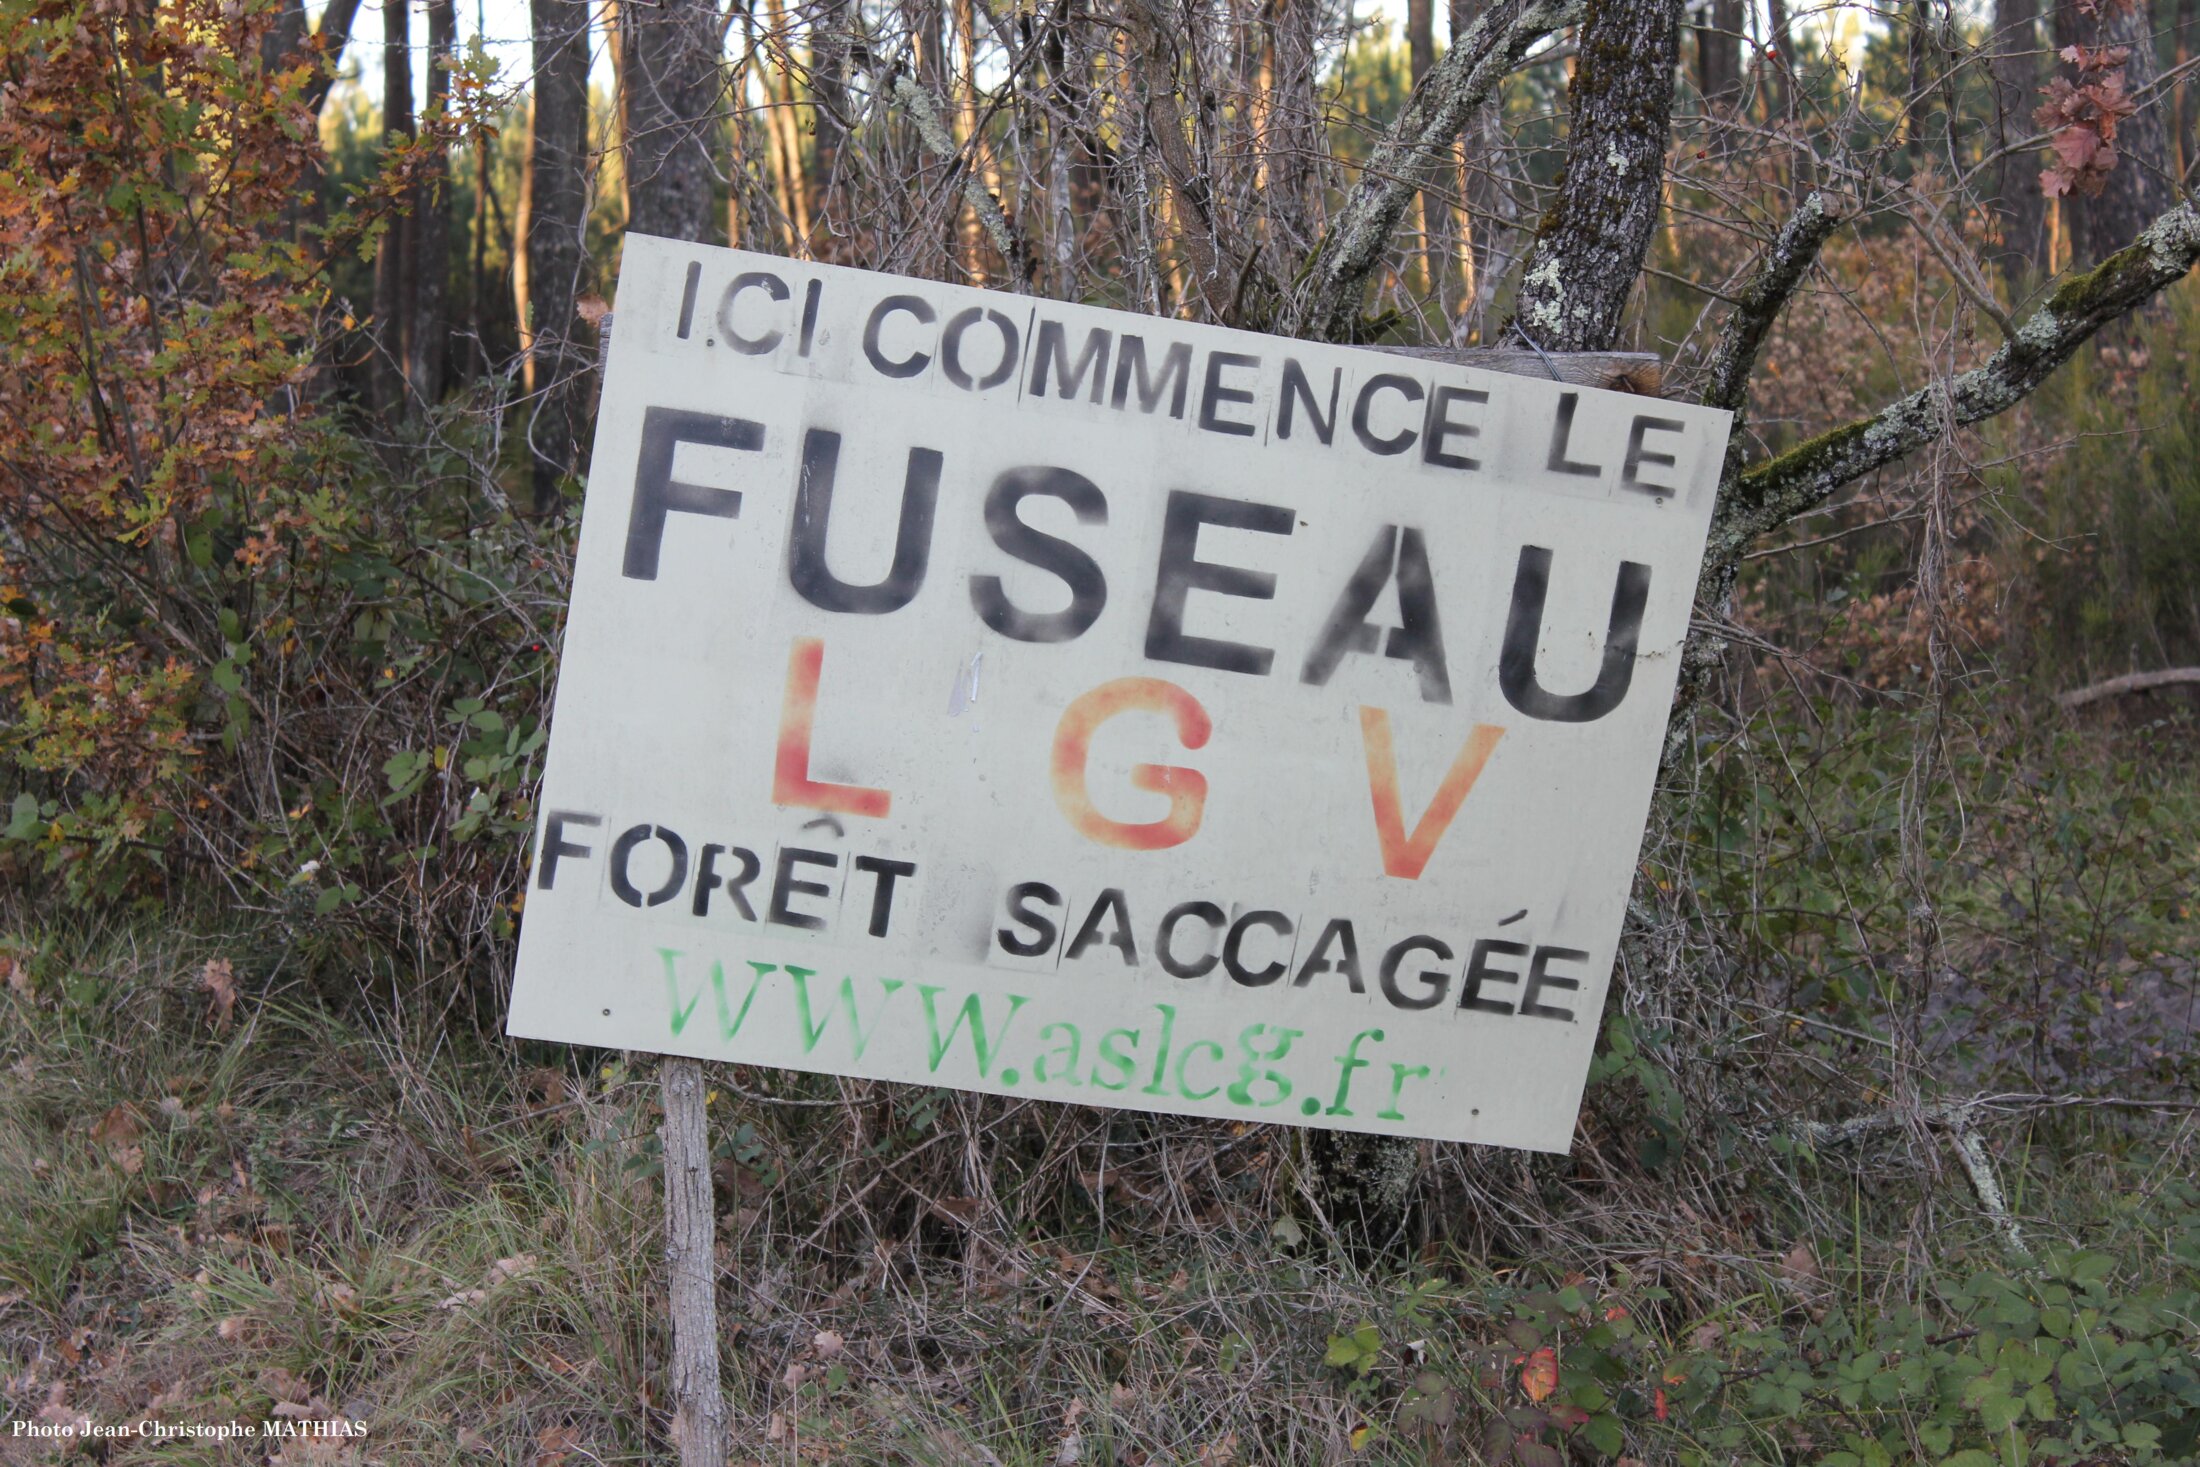 ICI COMMENCE LE
FUSEAU
L G V
FORÊT SACCAGÉE
www.aslcg.fr
Photo Jean-Christophe MATHIAS